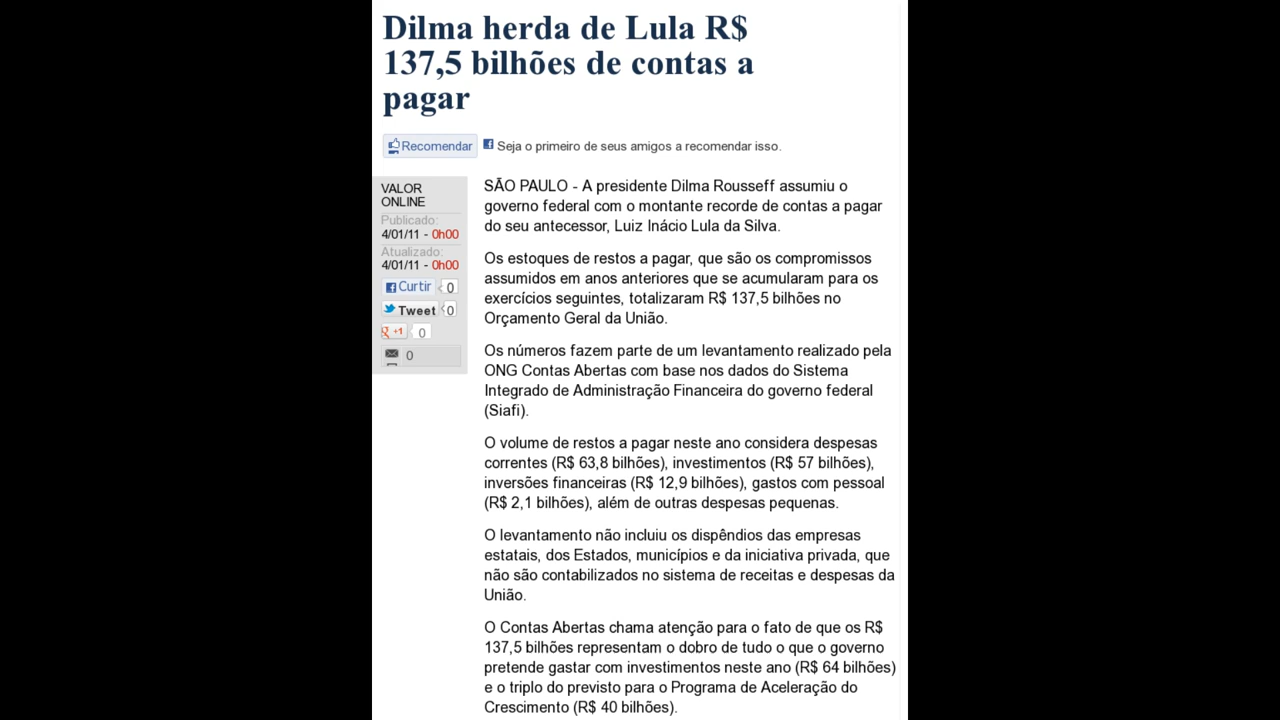 Dilma herda de Lula R$
137,5 bilhões de contas a
pagar
Recomendar Seja o primeiro de seus amigos a recomendar isso.
VALOR
ONLINE
Publicado:
4/01/11 - 0h00
Atualizado:
4/01/11 - 0h00
Curtir 0
Tweet 0
g +1 0
0
SÃO PAULO - A presidente Dilma Rousseff assumiu o
governo federal com o montante recorde de contas a pagar
do seu antecessor, Luiz Inácio Lula da Silva.
Os estoques de restos a pagar, que são os compromissos
assumidos em anos anteriores que se acumularam para os
exercícios seguintes, totalizaram R$ 137,5 bilhões no
Orçamento Geral da União.
Os números fazem parte de um levantamento realizado pela
ONG Contas Abertas com base nos dados do Sistema
Integrado de Administração Financeira do governo federal
(Siafi).
O volume de restos a pagar neste ano considera despesas
correntes (R$ 63,8 bilhões), investimentos (R$ 57 bilhões),
inversões financeiras (R$ 12,9 bilhões), gastos com pessoal
(R$ 2,1 bilhões), além de outras despesas pequenas.
O levantamento não incluiu os dispêndios das empresas
estatais, dos Estados, municípios e da iniciativa privada, que
não são contabilizados no sistema de receitas e despesas da
União.
O Contas Abertas chama atenção para o fato de que os R$
137,5 bilhões representam o dobro de tudo o que o governo
pretende gastar com investimentos neste ano (R$ 64 bilhões)
e o triplo do previsto para o Programa de Aceleração do
Crescimento (R$ 40 bilhões).